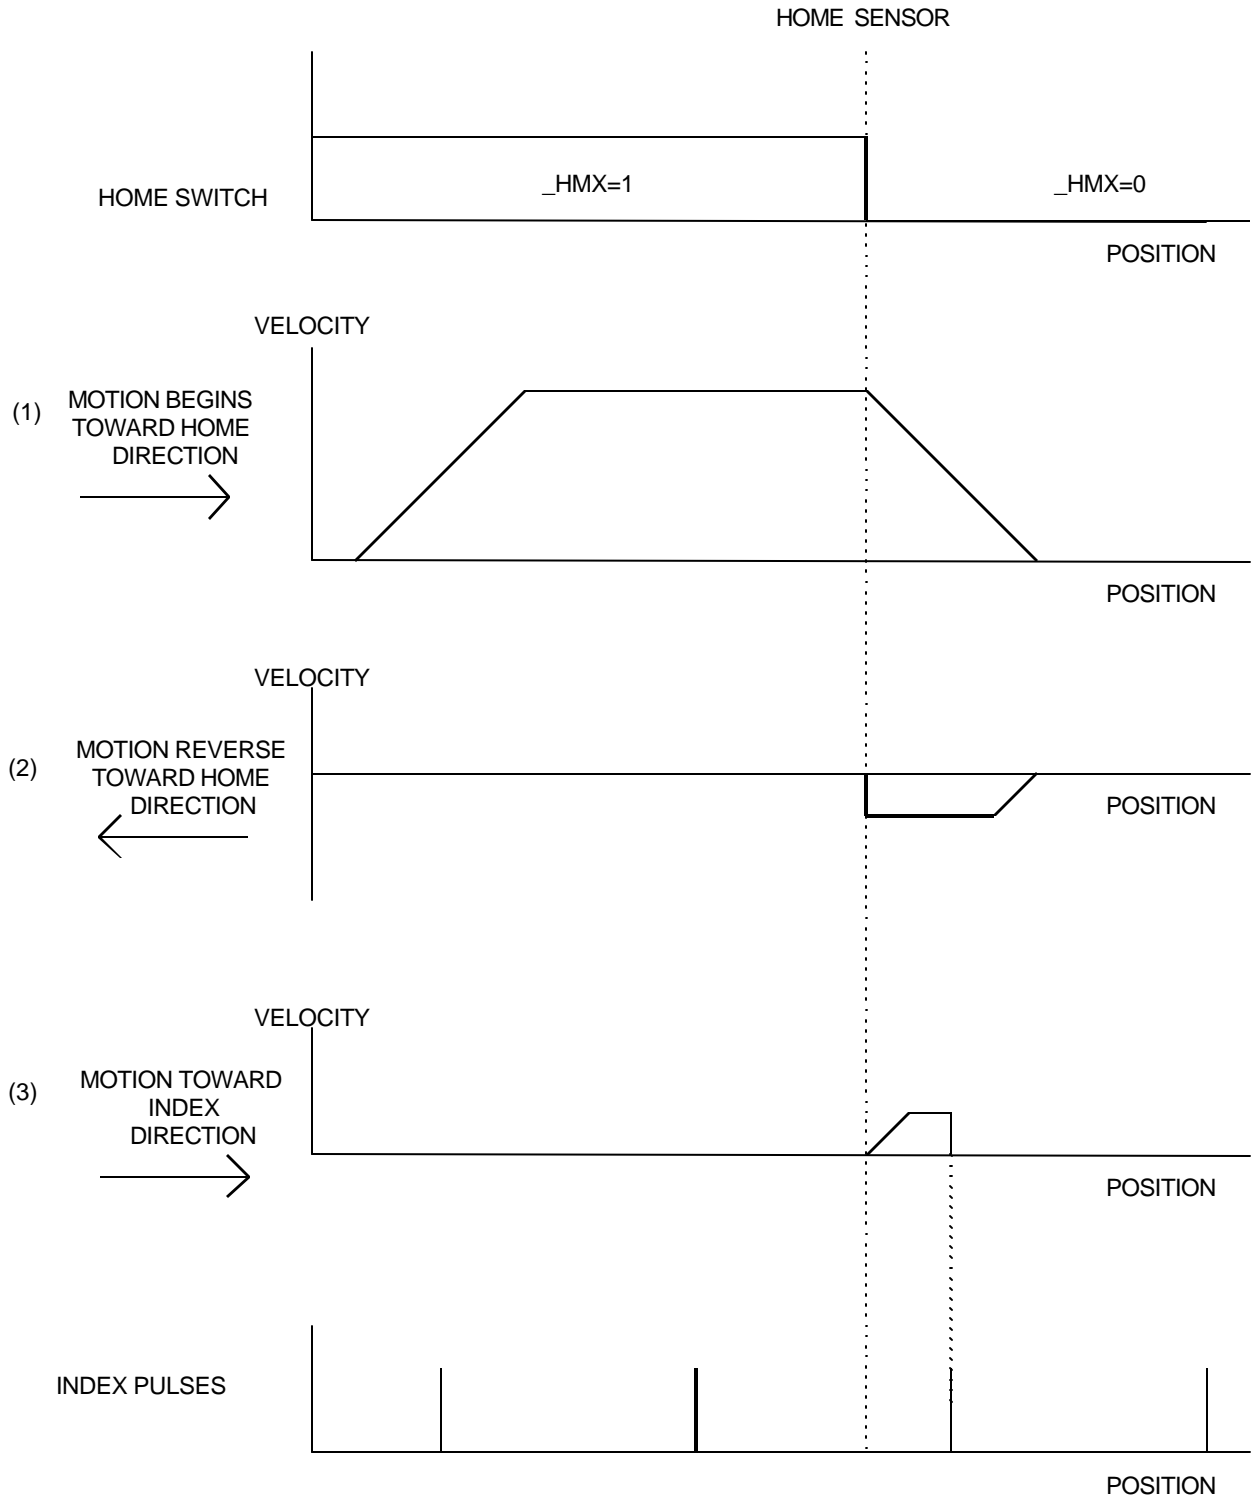 HOME SENSOR
HOME SWITCH
_HMX=1
_HMX=0
POSITION
VELOCITY
(1)
MOTION BEGINS
TOWARD HOME
DIRECTION
POSITION
VELOCITY
(2)
MOTION REVERSE
TOWARD HOME
DIRECTION
POSITION
VELOCITY
(3)
MOTION TOWARD
INDEX
DIRECTION
POSITION
INDEX PULSES
POSITION